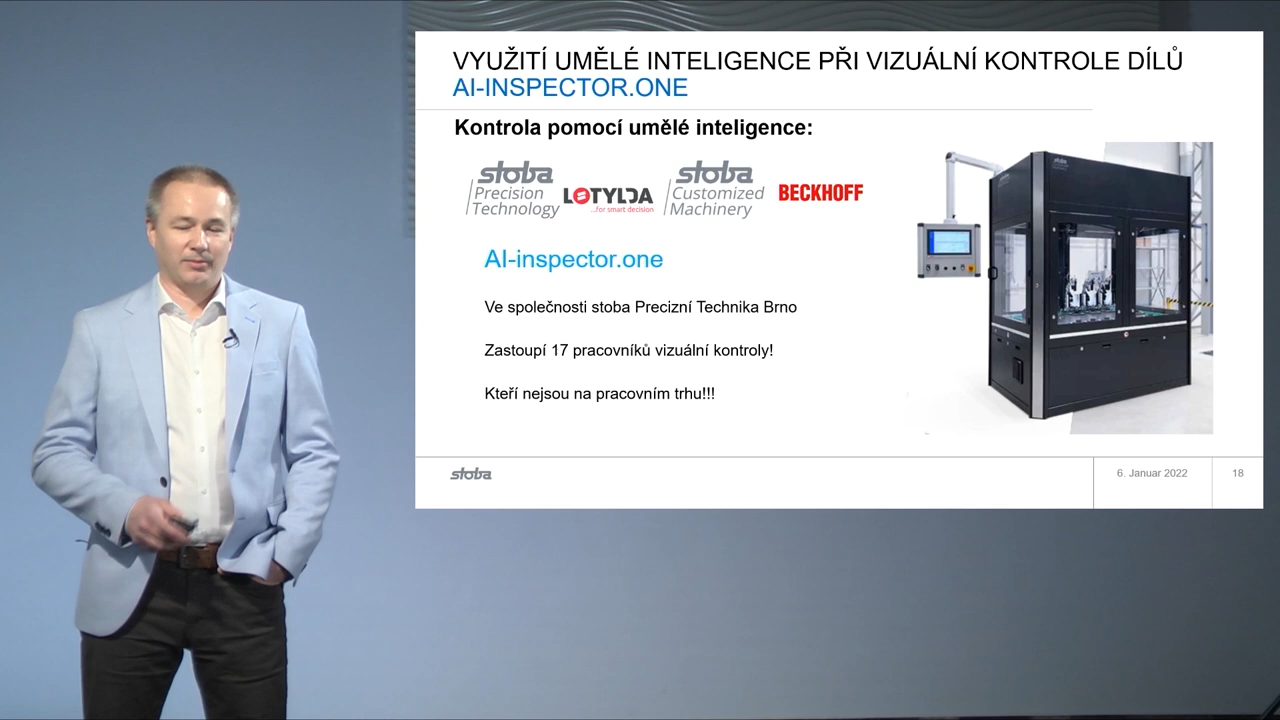 VYUŽITÍ UMĚLÉ INTELIGENCE PŘI VIZUÁLNÍ KONTROLE DÍLŮ
AI-INSPECTOR.ONE
Kontrola pomocí umělé inteligence:
stoba
Precision
Technology
LOTYLDA
...for smart decision
stoba
Customized
Machinery
BECKHOFF
AI-inspector.one
Ve společnosti stoba Precizní Technika Brno
Zastoupí 17 pracovníků vizuální kontroly!
Kteří nejsou na pracovním trhu!!!
stoba
6. Januar 2022
18